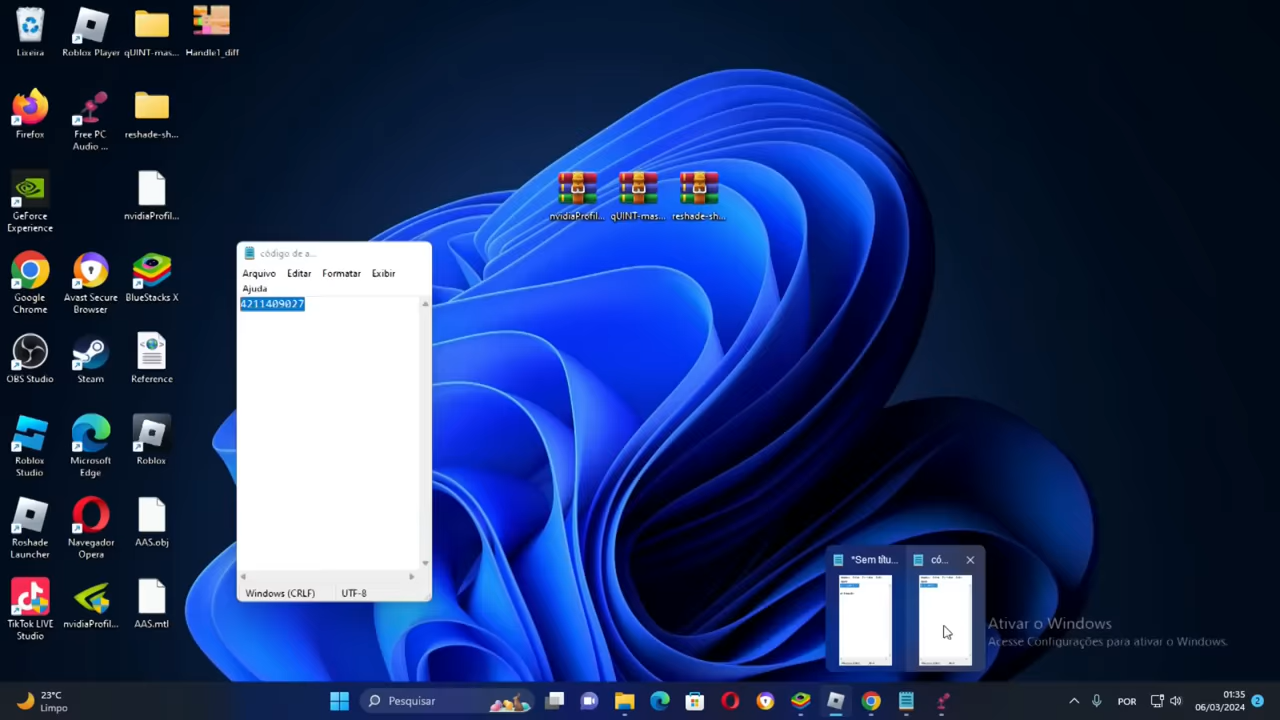 Lixeira
Roblox Player
qUINT-mas...
Handle1_diff
Firefox
Free PC
Audio ...
reshade-sh...
GeForce
Experience
nvidiaProfil...
Google
Chrome
Avast Secure
Browser
BlueStacks X
OBS Studio
Steam
Reference
Roblox
Studio
Microsoft
Edge
Roblox
Roshade
Launcher
Navegador
Opera
AAS.obj
TikTok LIVE
Studio
nvidiaProfil...
AAS.mtl
nvidiaProfil...
qUINT-mas...
reshade-sh...
código de a...
Arquivo Editar Formatar Exibir
Ajuda
4211409027
Windows (CRLF) UTF-8
*Sem títu...
có...
Ativar o Windows
Acesse Configurações para ativar o Windows.
23°C
Limpo
Pesquisar
POR
01:35
06/03/2024
2